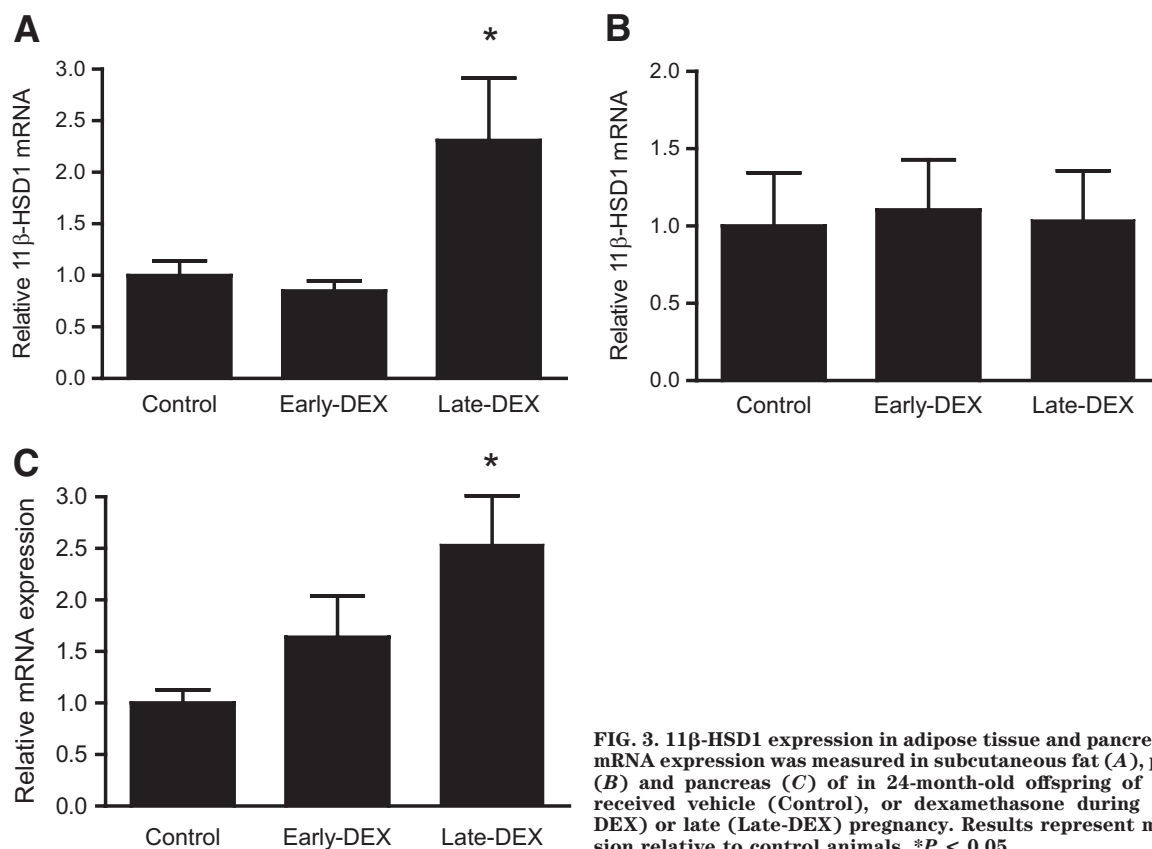 A
*
3.0
2.5
2.0
1.5
1.0
0.5
0.0
Relative 11β-HSD1 mRNA
Control Early-DEX Late-DEX
B
2.0
1.5
1.0
0.5
0.0
Relative 11β-HSD1 mRNA
Control Early-DEX Late-DEX
C
*
3.0
2.5
2.0
1.5
1.0
0.5
0.0
Relative mRNA expression
Control Early-DEX Late-DEX
FIG. 3. 11β-HSD1 expression in adipose tissue and
mRNA expression was measured in subcutaneous fat (A),
(B) and pancreas (C) of in 24-month-old offspring of
received vehicle (Control), or dexamethasone during
DEX) or late (Late-DEX) pregnancy. Results represent
sion relative to control animals. *P < 0.05